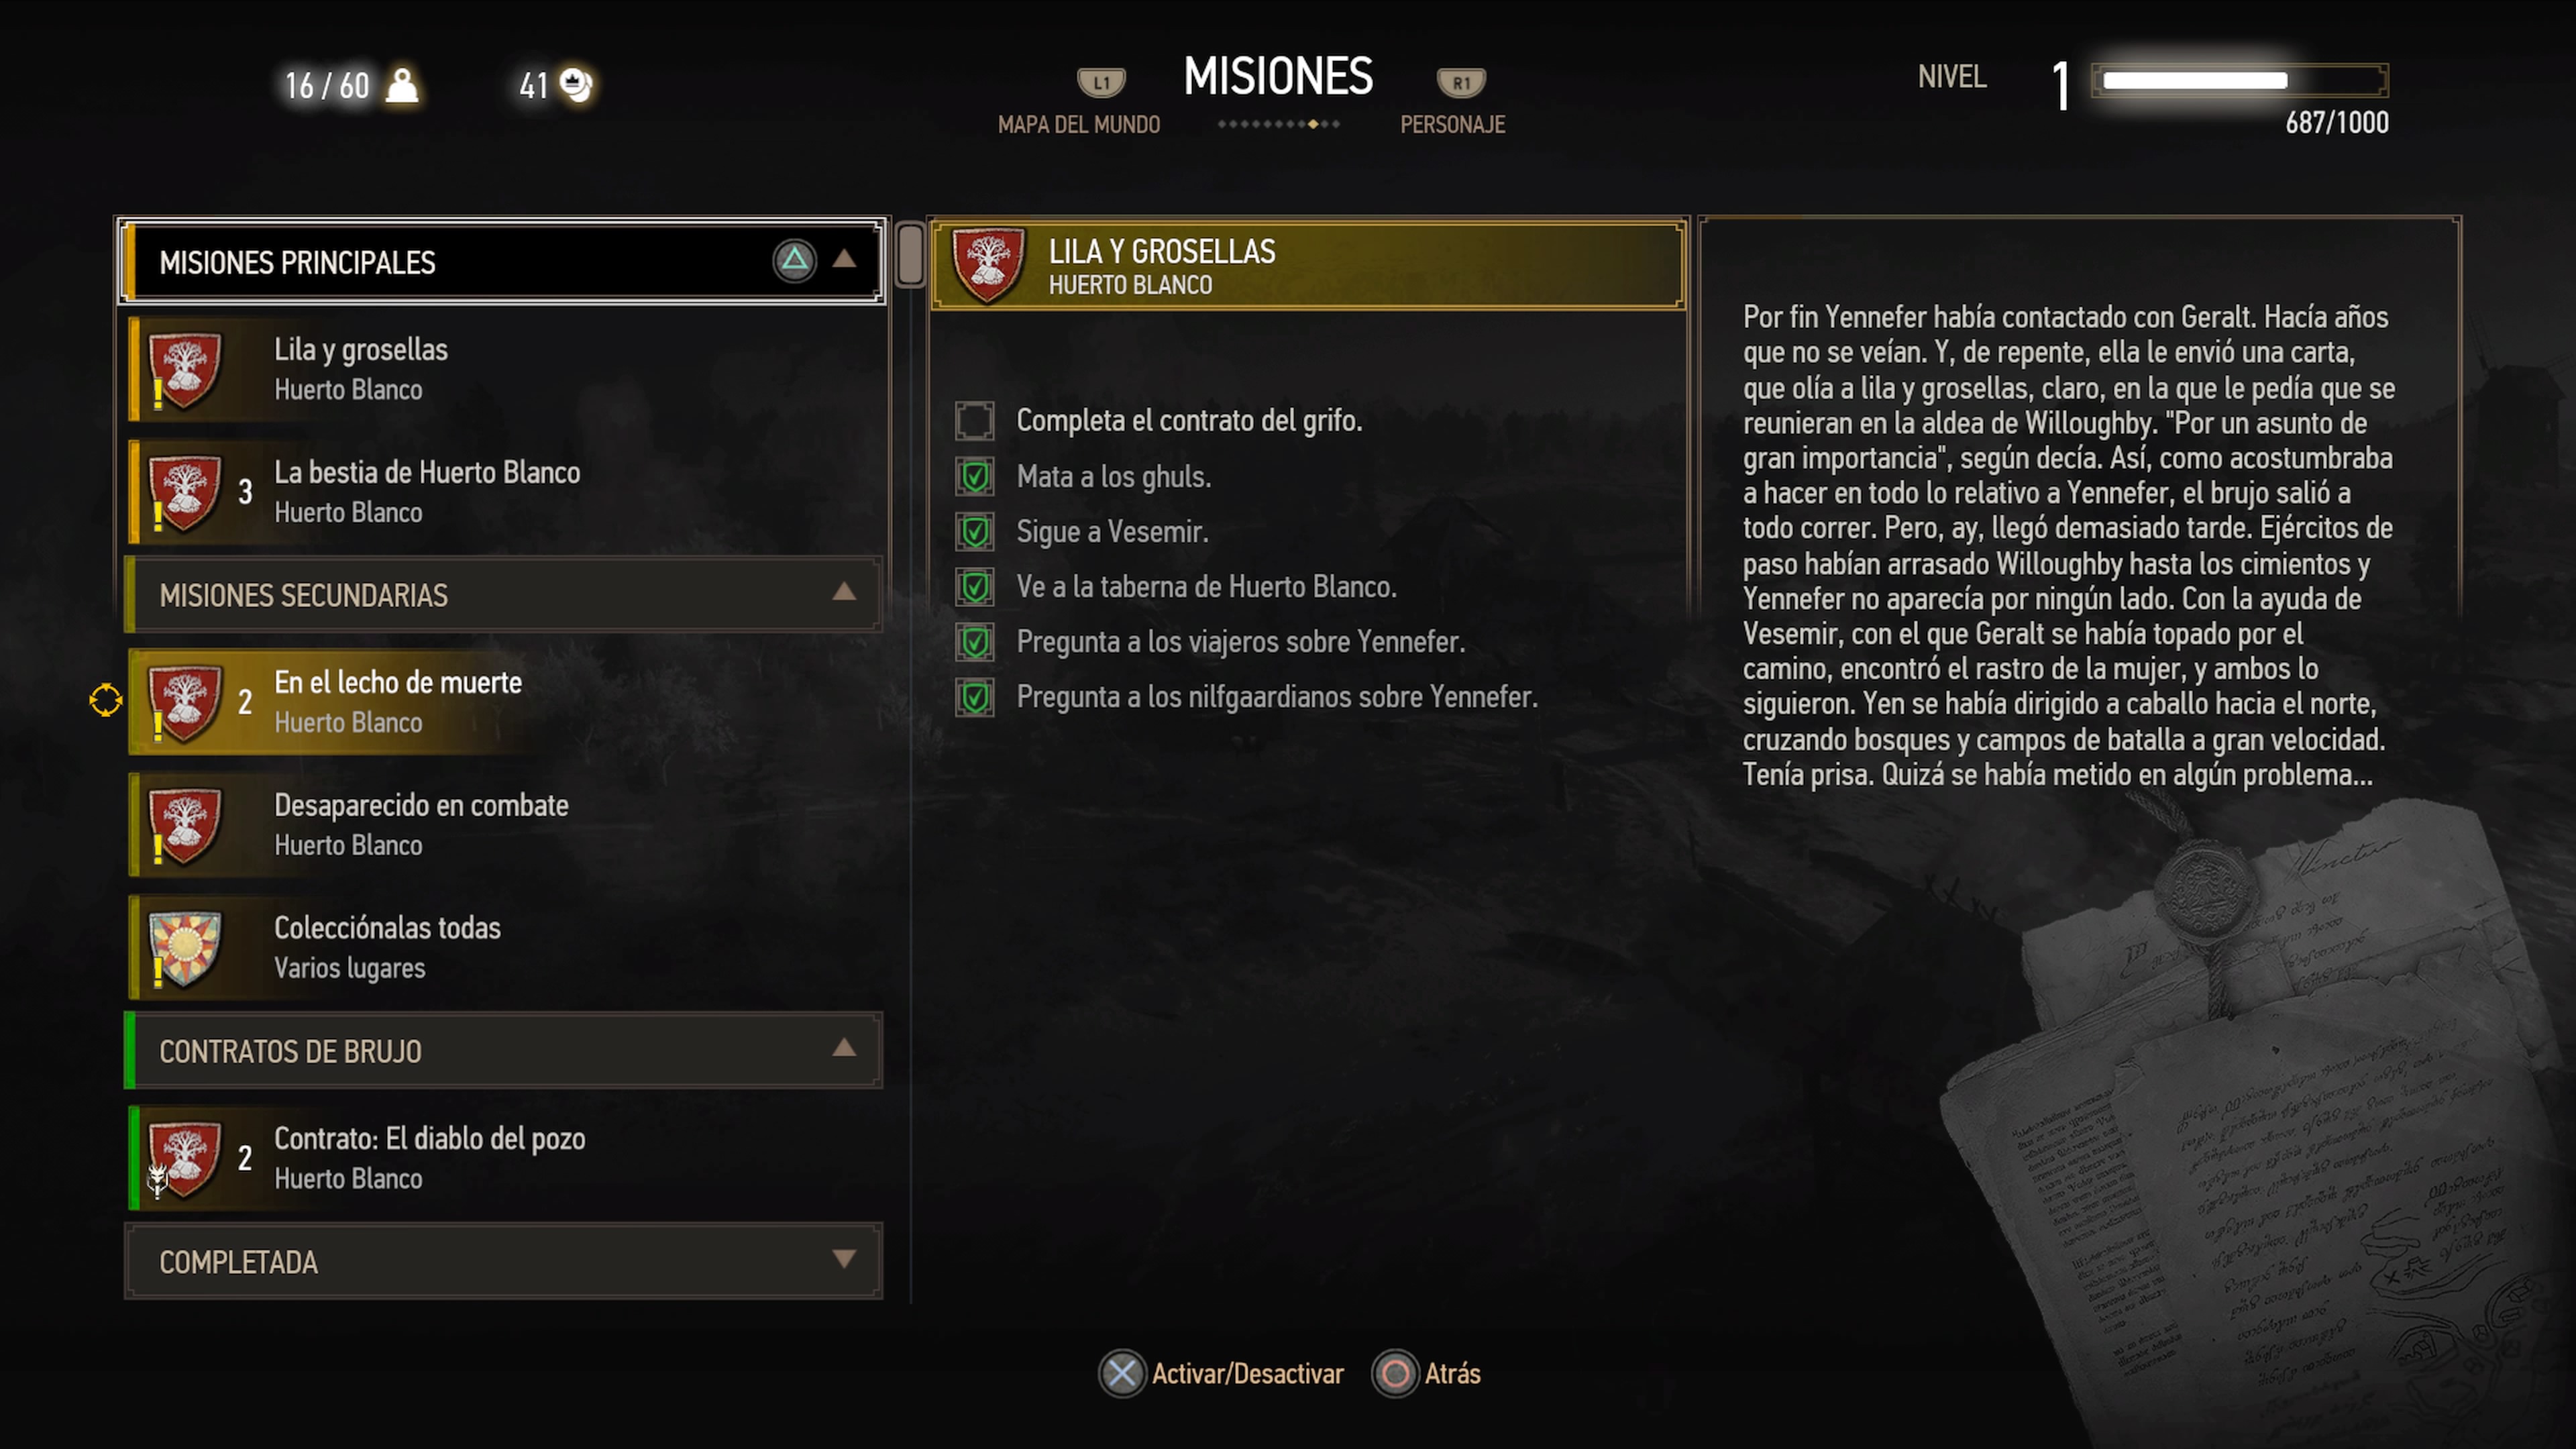 16 / 60
41
L1
MISIONES
R1
MAPA DEL MUNDO
PERSONAJE
NIVEL
1
687/1000
MISIONES PRINCIPALES
Lila y grosellas
Huerto Blanco
3
La bestia de Huerto Blanco
Huerto Blanco
MISIONES SECUNDARIAS
2
En el lecho de muerte
Huerto Blanco
Desaparecido en combate
Huerto Blanco
Colecciónalas todas
Varios lugares
CONTRATOS DE BRUJO
2
Contrato: El diablo del pozo
Huerto Blanco
COMPLETADA
LILA Y GROSELLAS
HUERTO BLANCO
Completa el contrato del grifo.
Mata a los ghuls.
Sigue a Vesemir.
Ve a la taberna de Huerto Blanco.
Pregunta a los viajeros sobre Yennefer.
Pregunta a los nilfgaardianos sobre Yennefer.
Por fin Yennefer había contactado con Geralt. Hacía años
que no se veían. Y, de repente, ella le envió una carta,
que olía a lila y grosellas, claro, en la que le pedía que se
reunieran en la aldea de Willoughby. "Por un asunto de
gran importancia", según decía. Así, como acostumbraba
a hacer en todo lo relativo a Yennefer, el brujo salió a
todo correr. Pero, ay, llegó demasiado tarde. Ejércitos de
paso habían arrasado Willoughby hasta los cimientos y
Yennefer no aparecía por ningún lado. Con la ayuda de
Vesemir, con el que Geralt se había topado por el
camino, encontró el rastro de la mujer, y ambos lo
siguieron. Yen se había dirigido a caballo hacia el norte,
cruzando bosques y campos de batalla a gran velocidad.
Tenía prisa. Quizá se había metido en algún problema...
Activar/Desactivar
Atrás